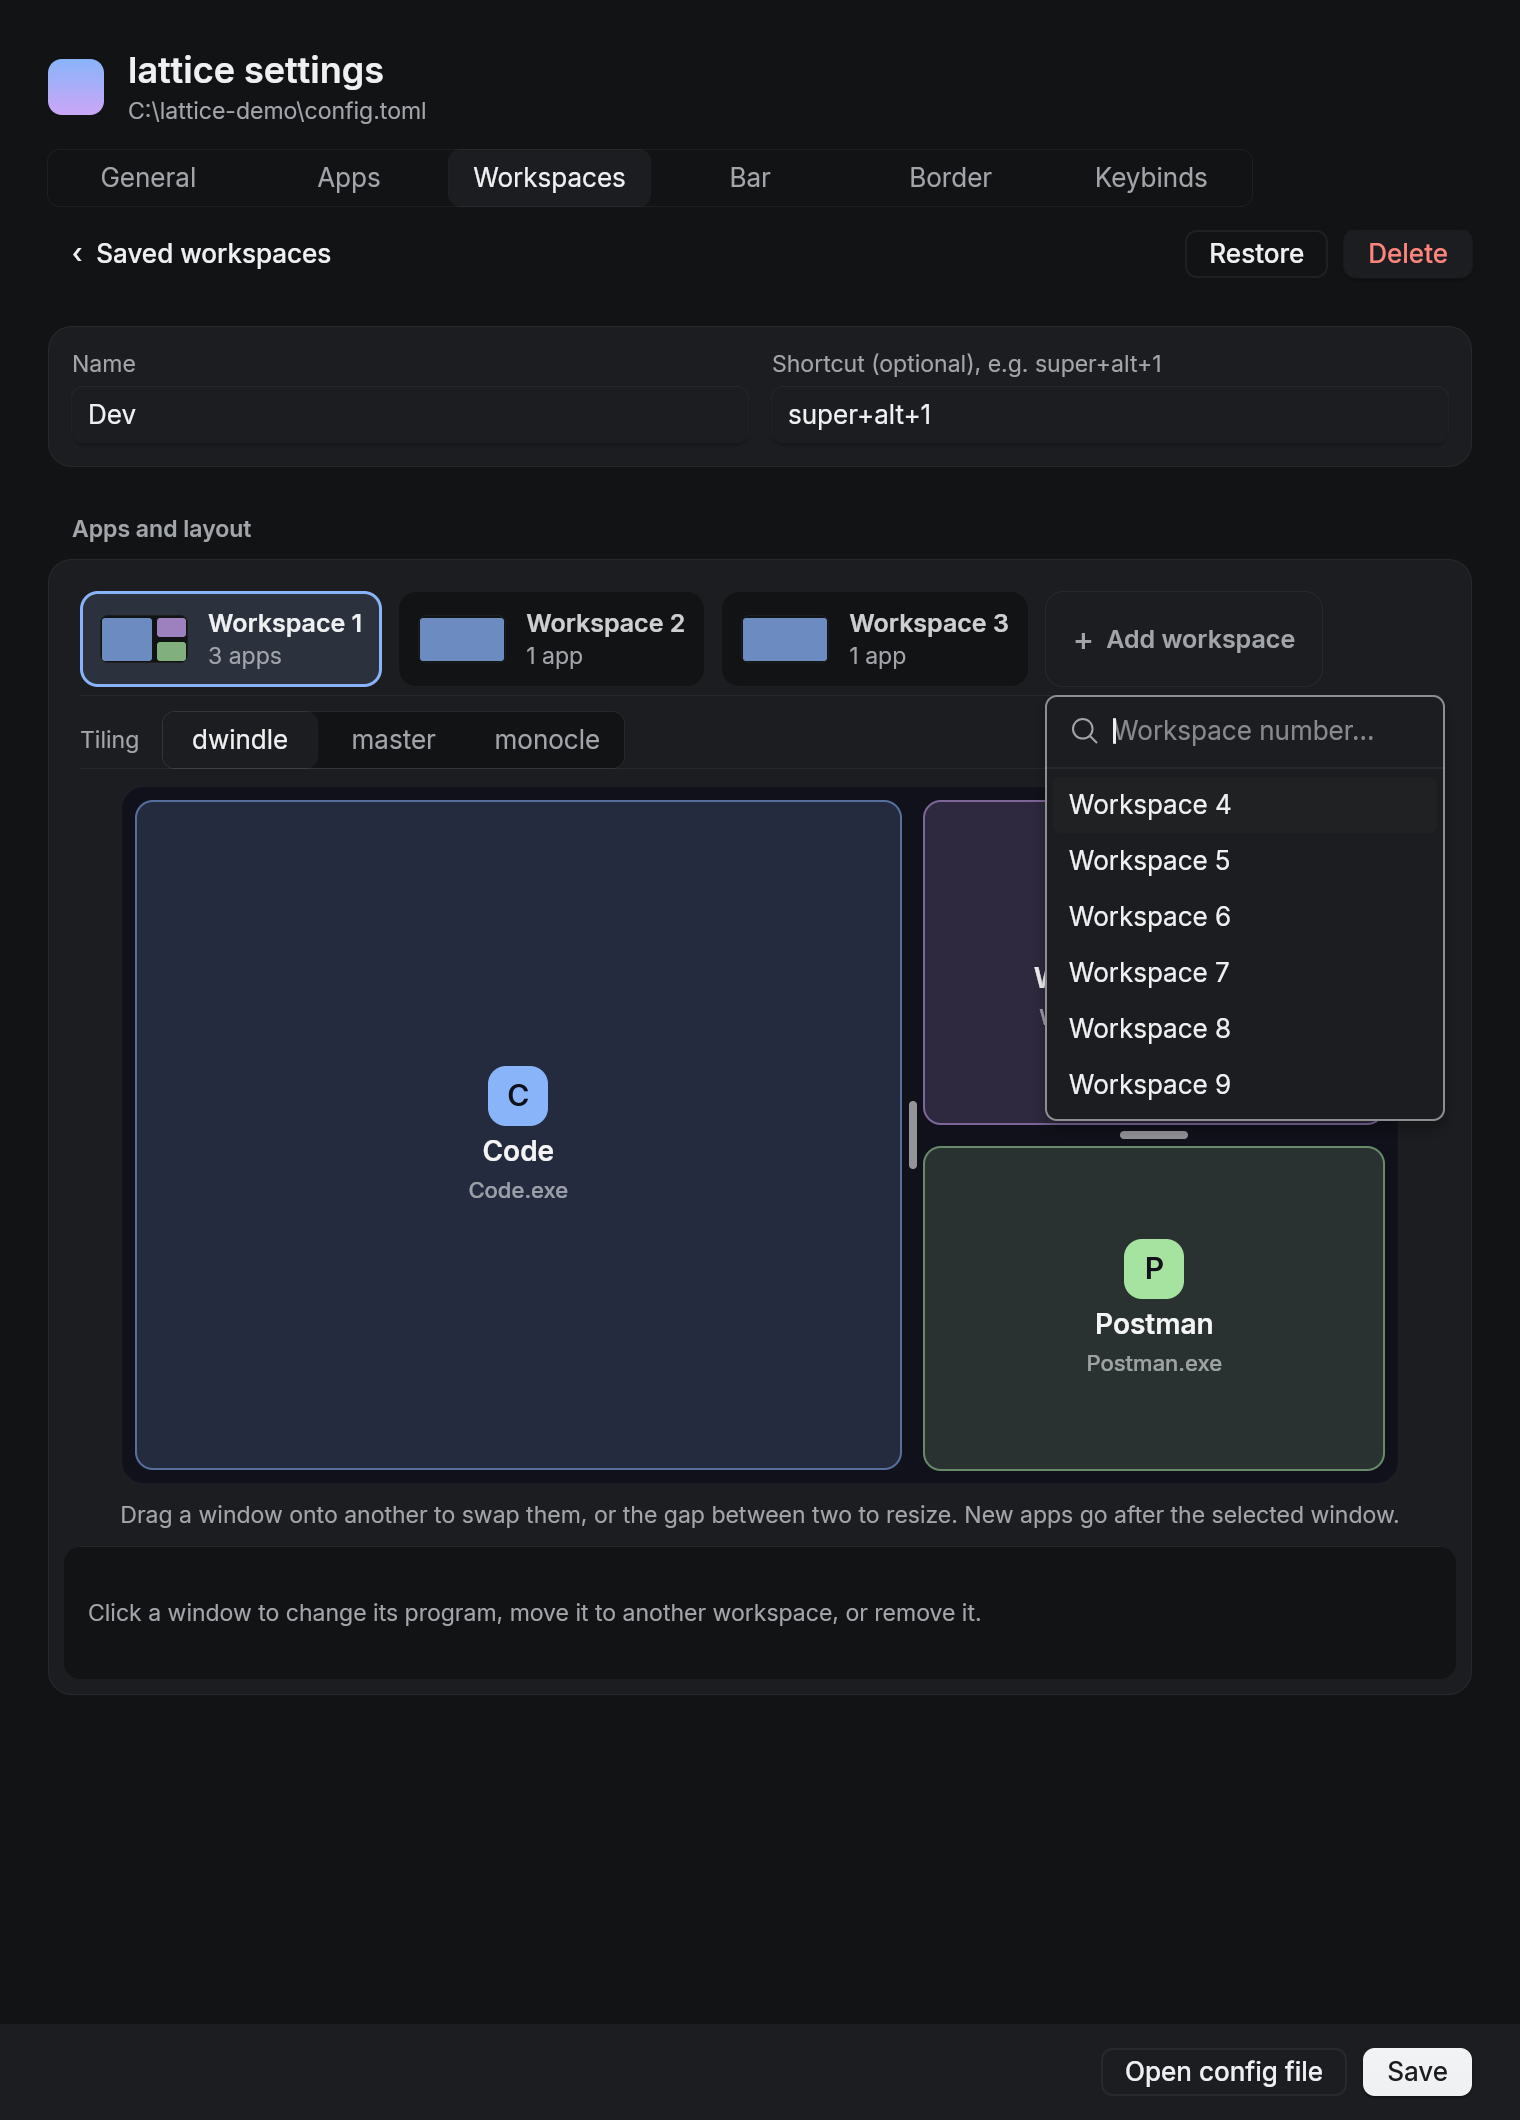 lattice settings
C:\lattice-demo\config.toml
General Apps Workspaces Bar Border Keybinds
‹ Saved workspaces Restore Delete
Name Shortcut (optional), e.g. super+alt+1
Dev super+alt+1
Apps and layout
Workspace 1 Workspace 2 Workspace 3 + Add workspace
3 apps 1 app 1 app
Tiling dwindle master monocle
Workspace number...
Workspace 4
Workspace 5
Workspace 6
Workspace 7
Workspace 8
Workspace 9
C
Code
Code.exe
P
Postman
Postman.exe
Drag a window onto another to swap them, or the gap between two to resize. New apps go after the selected window.
Click a window to change its program, move it to another workspace, or remove it.
Open config file Save